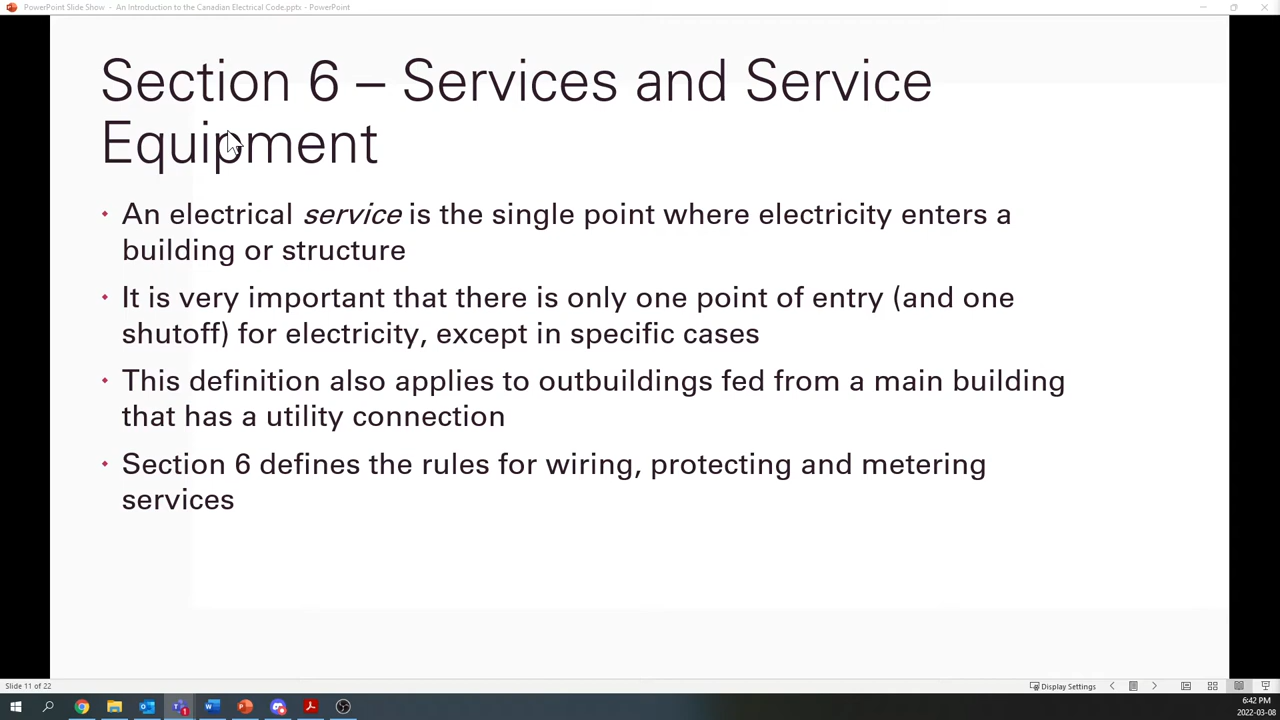 PowerPoint Slide Show - An Introduction to the Canadian Electrical Code.pptx - PowerPoint
Section 6 – Services and Service
Equipment
• An electrical service is the single point where electricity enters a
building or structure
• It is very important that there is only one point of entry (and one
shutoff) for electricity, except in specific cases
• This definition also applies to outbuildings fed from a main building
that has a utility connection
• Section 6 defines the rules for wiring, protecting and metering
services
Slide 11 of 22
Display Settings
6:42 PM
2022-03-08